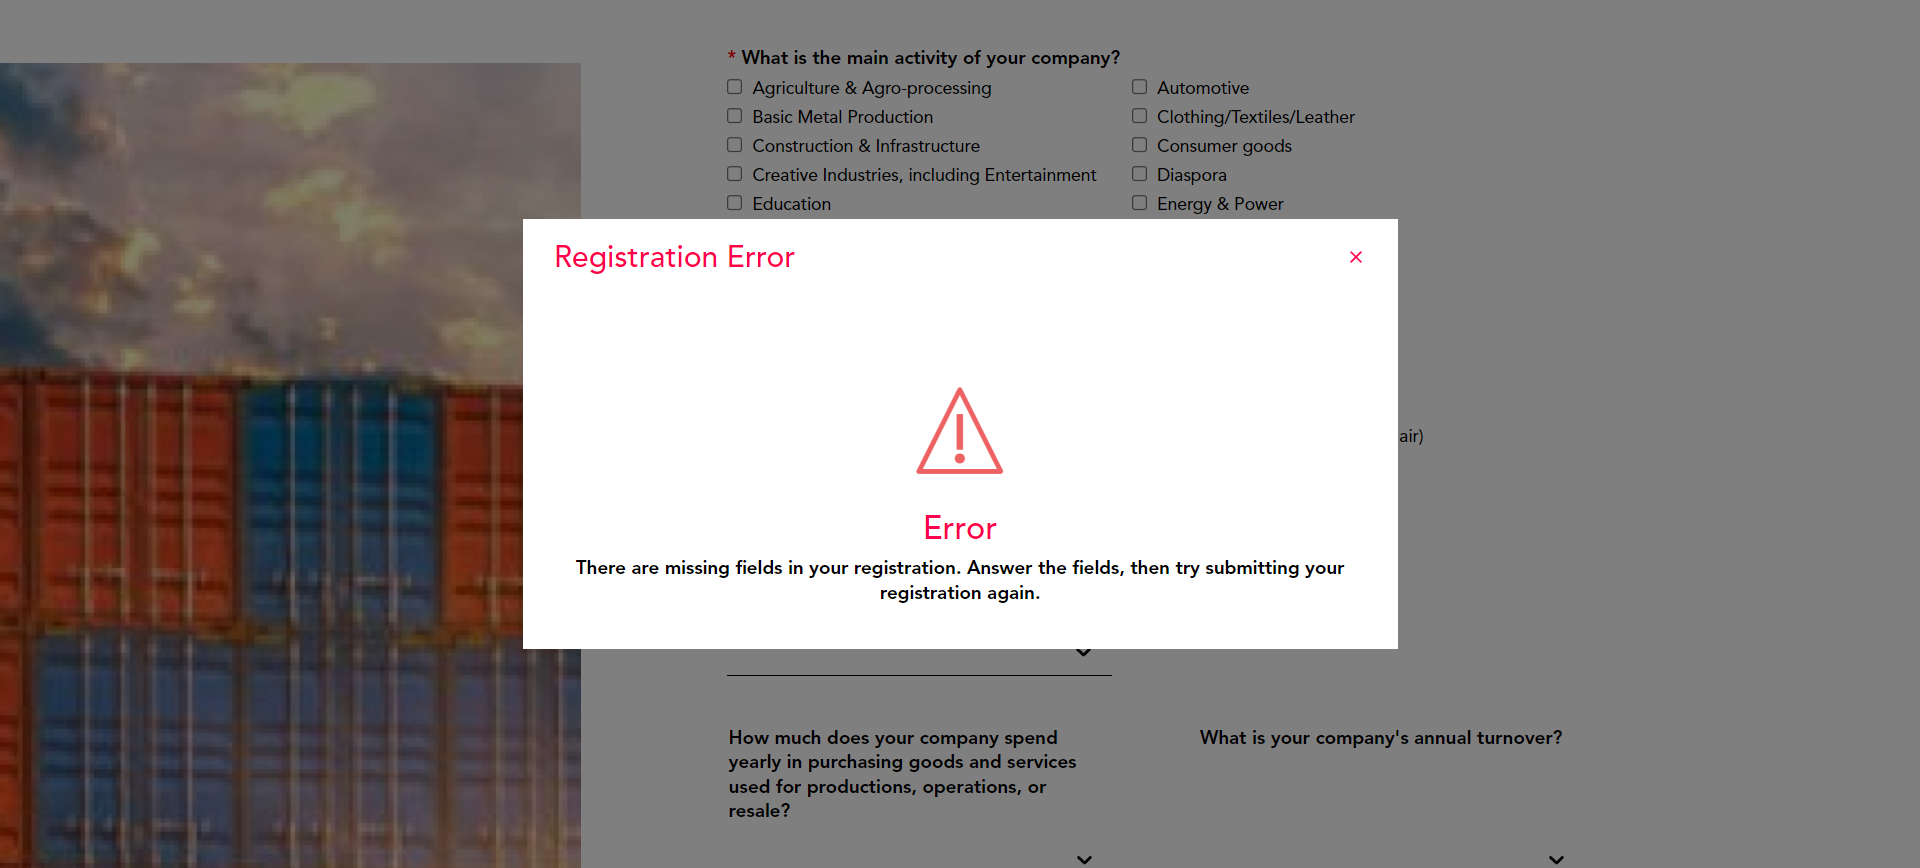 * What is the main activity of your company?
Agriculture & Agro-processing
Automotive
Basic Metal Production
Clothing/Textiles/Leather
Construction & Infrastructure
Consumer goods
Creative Industries, including Entertainment
Diaspora
Education
Energy & Power
Registration Error
×
air)
Error
There are missing fields in your registration. Answer the fields, then try submitting your
registration again.
How much does your company spend
yearly in purchasing goods and services
used for productions, operations, or
resale?
What is your company's annual turnover?